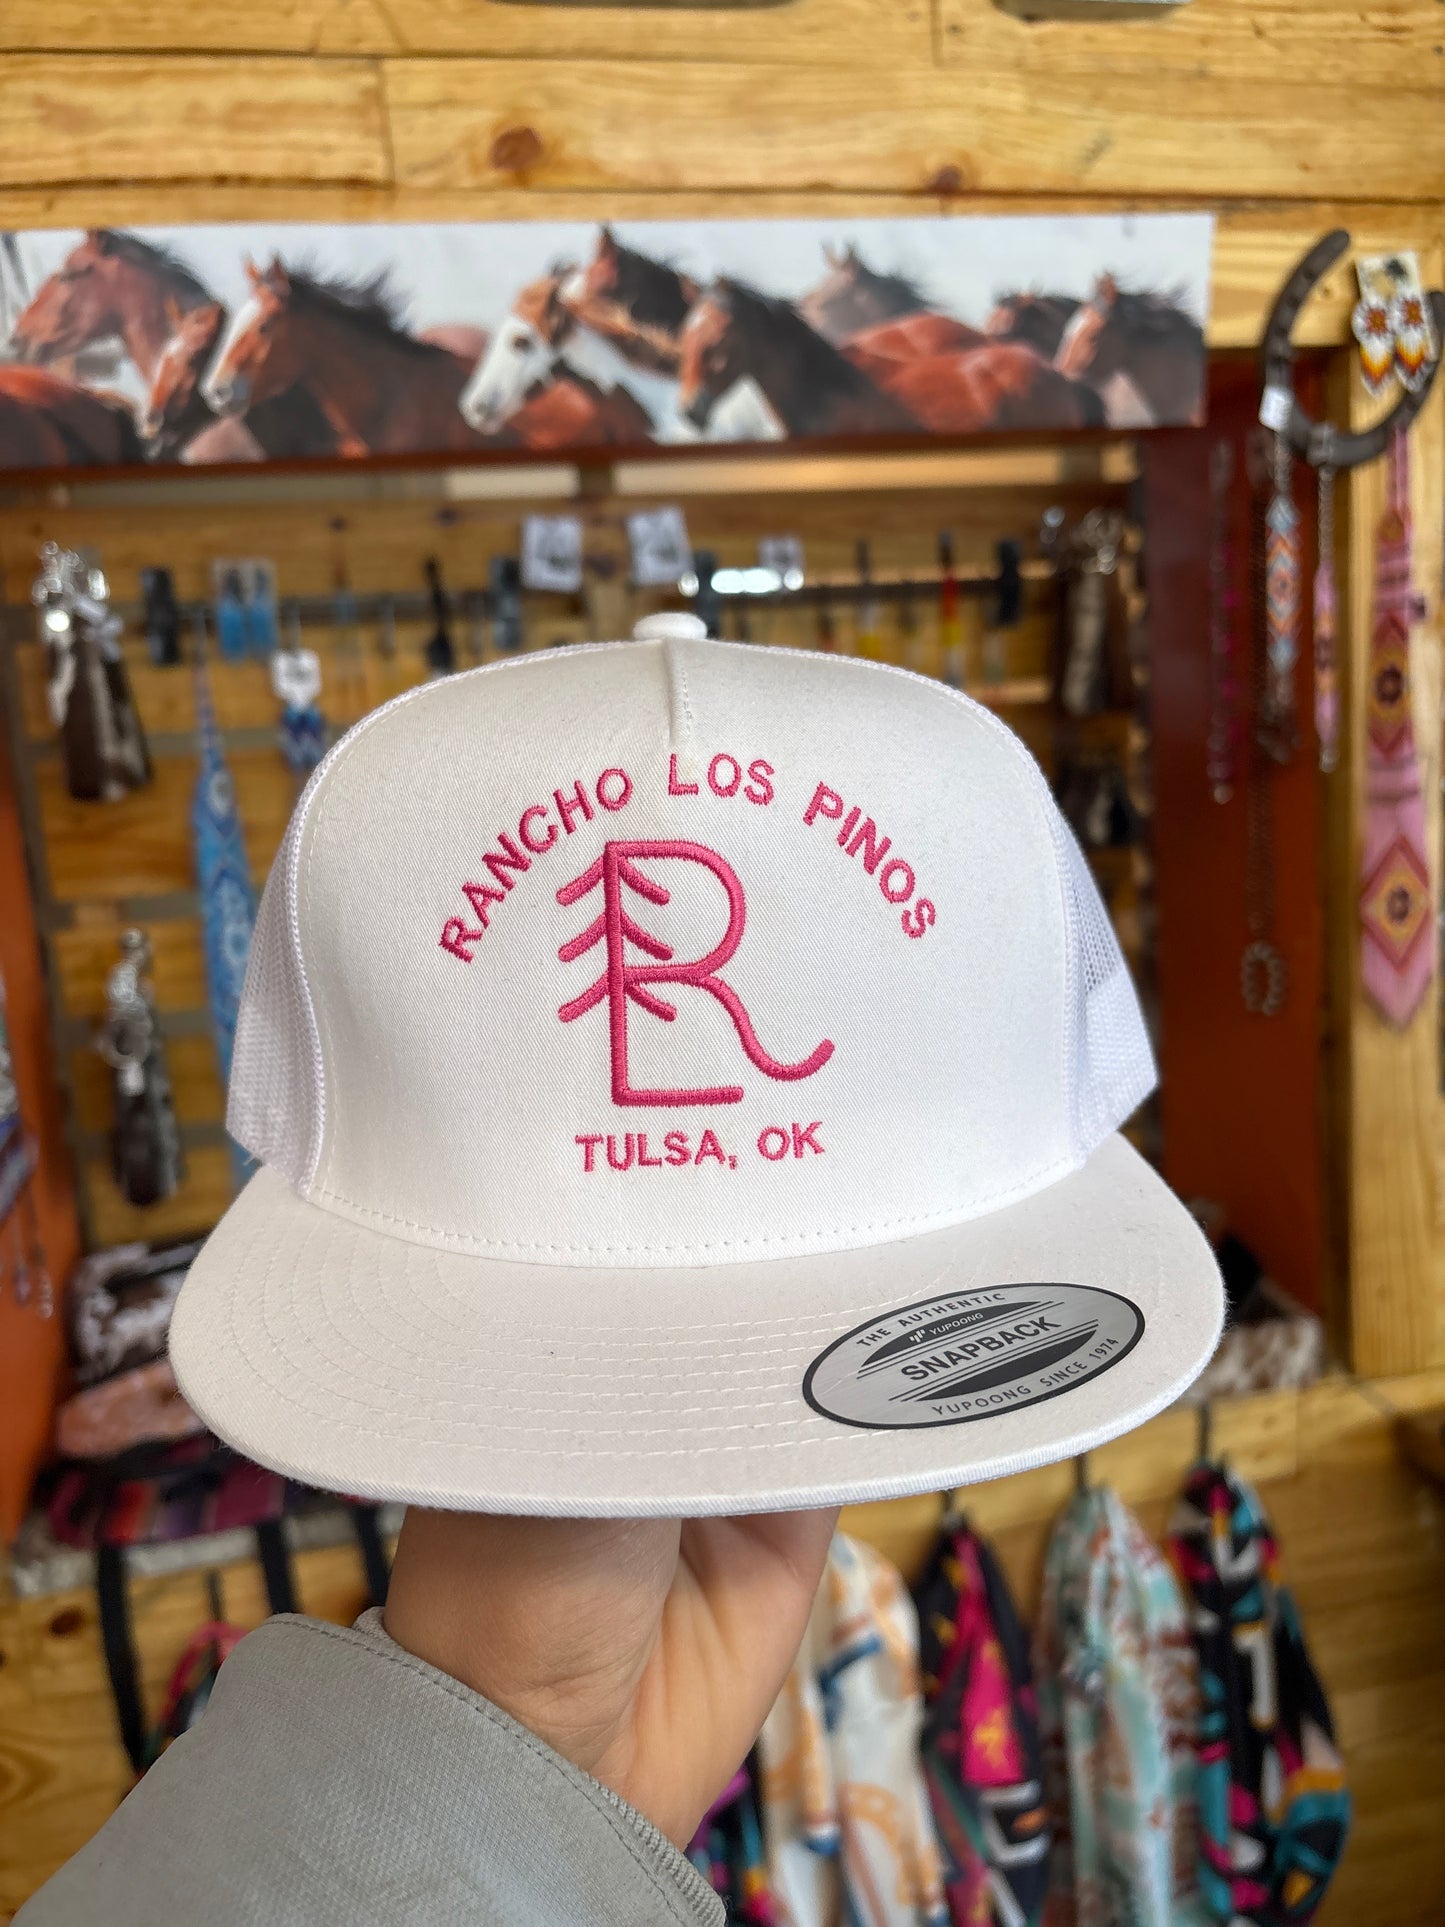 RANCHO LOS PINOS
RL
TULSA, OK
THE AUTHENTIC
YUPOONG
SNAPBACK
YUPOONG SINCE 1974